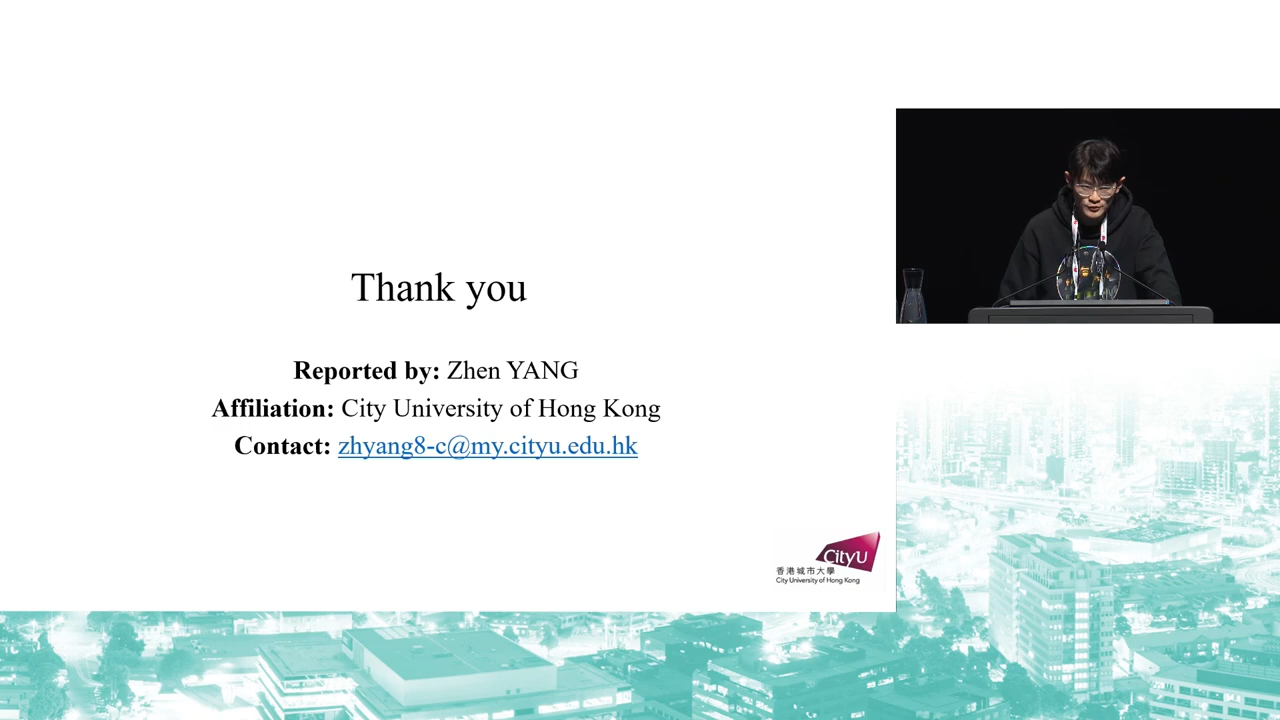 Thank you
Reported by: Zhen YANG
Affiliation: City University of Hong Kong
Contact: zhyang8-c@my.cityu.edu.hk
CityU
香港城市大學
City University of Hong Kong